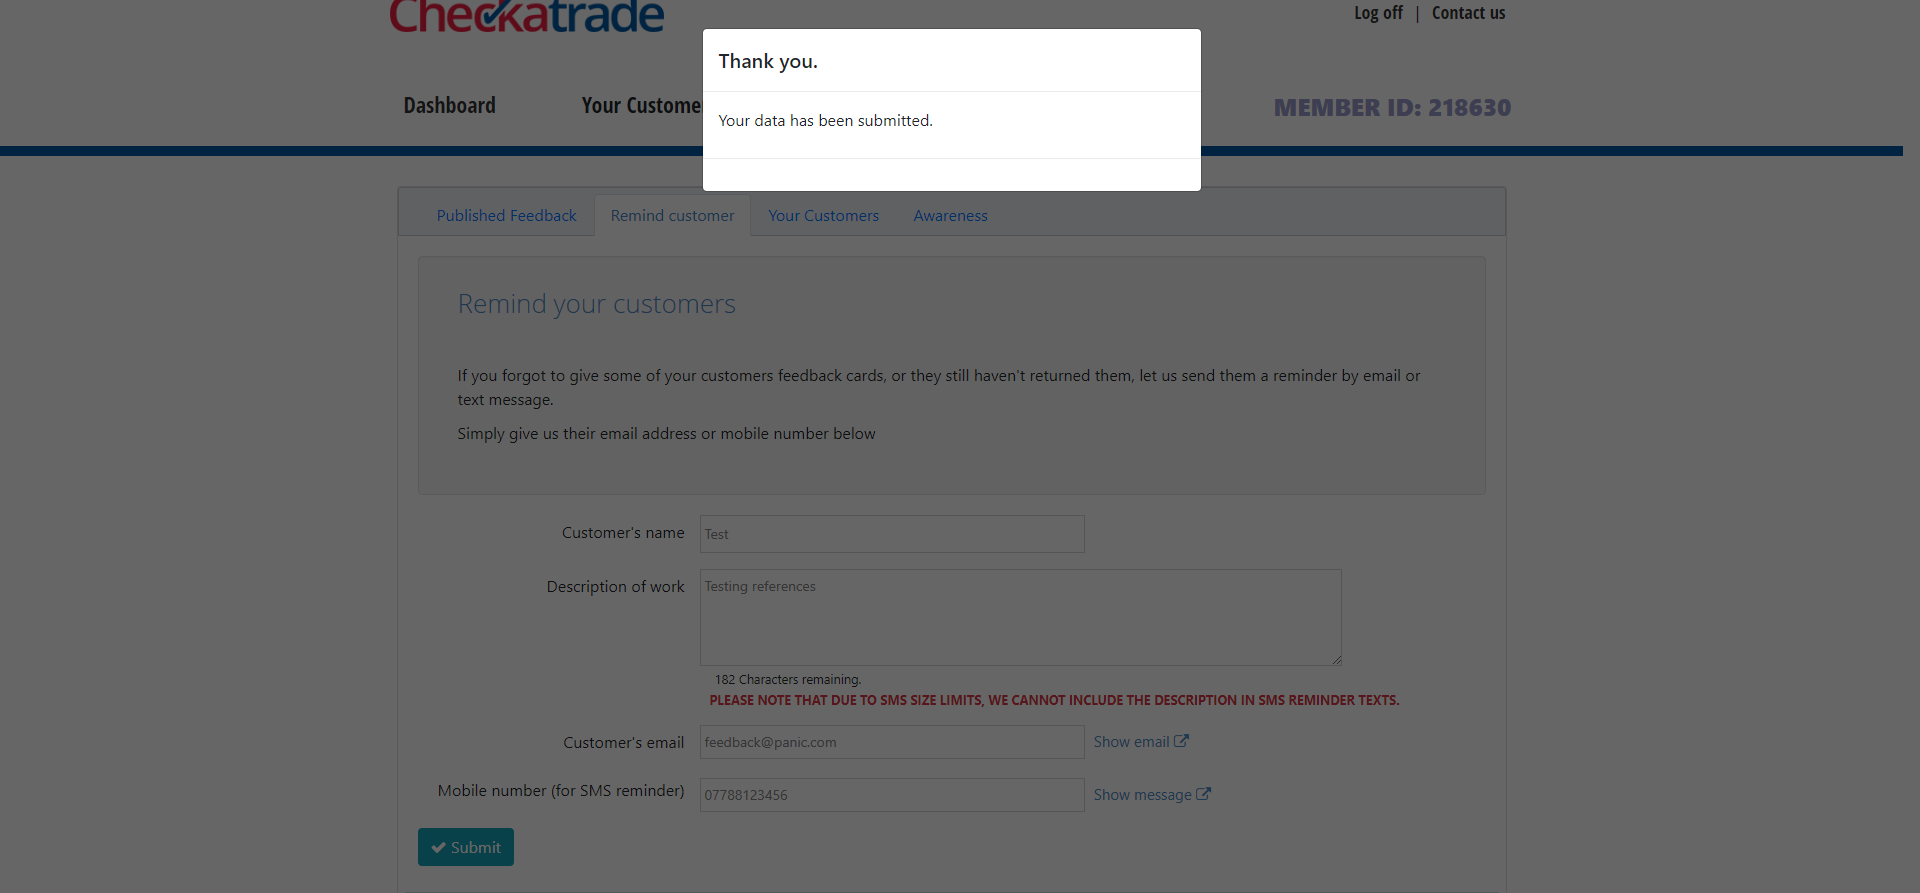 Checkatrade
Log off | Contact us
Thank you.
Your data has been submitted.
Dashboard
Your Custome
MEMBER ID: 218630
Published Feedback
Remind customer
Your Customers
Awareness
Remind your customers
If you forgot to give some of your customers feedback cards, or they still haven't returned them, let us send them a reminder by email or
text message.
Simply give us their email address or mobile number below
Customer's name
Test
Description of work
Testing references
182 Characters remaining.
PLEASE NOTE THAT DUE TO SMS SIZE LIMITS, WE CANNOT INCLUDE THE DESCRIPTION IN SMS REMINDER TEXTS.
Customer's email
feedback@panic.com
Show email
Mobile number (for SMS reminder)
07788123456
Show message
Submit